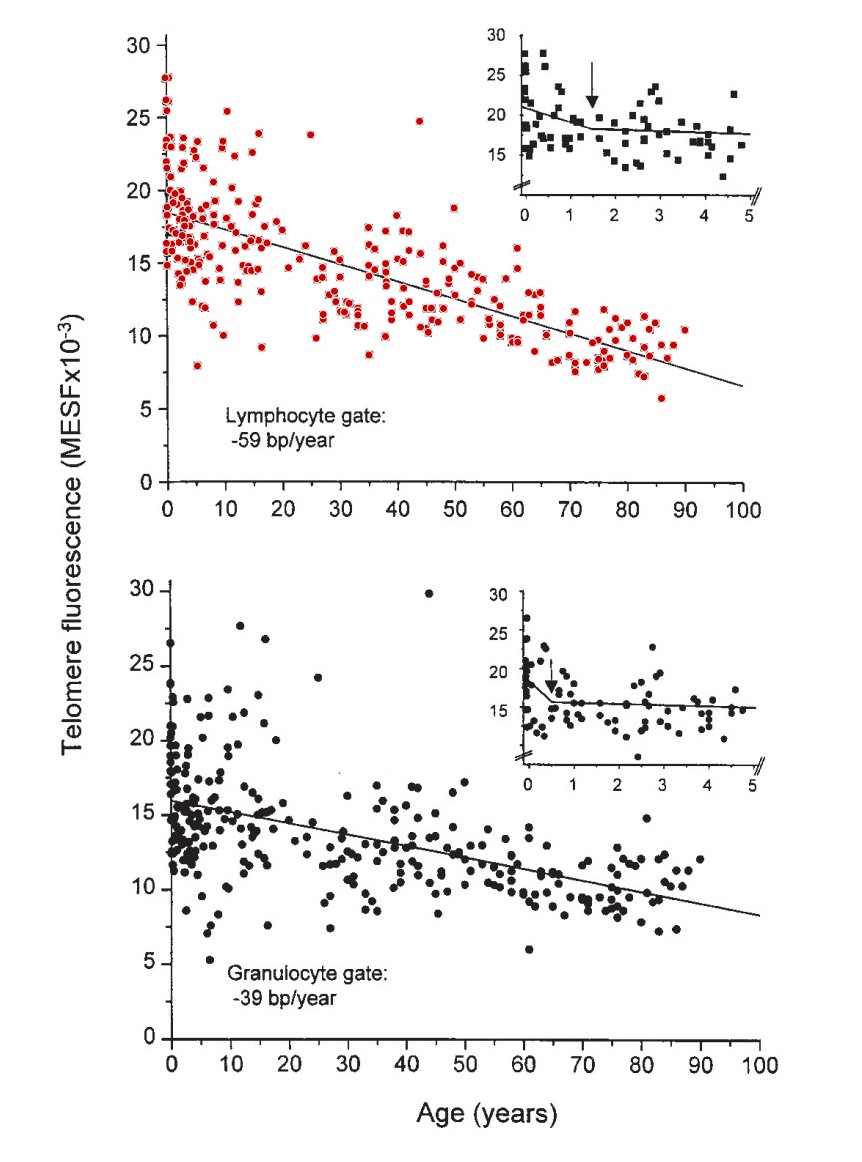 Telomere fluorescence (MESFx10⁻³)
30
25
20
15
10
5
0
0 10 20 30 40 50 60 70 80 90 100
Lymphocyte gate:
-59 bp/year
30
25
20
15
0 1 2 3 4 5
30
25
20
15
10
5
0
0 10 20 30 40 50 60 70 80 90 100
Granulocyte gate:
-39 bp/year
30
25
20
15
0 1 2 3 4 5
Age (years)